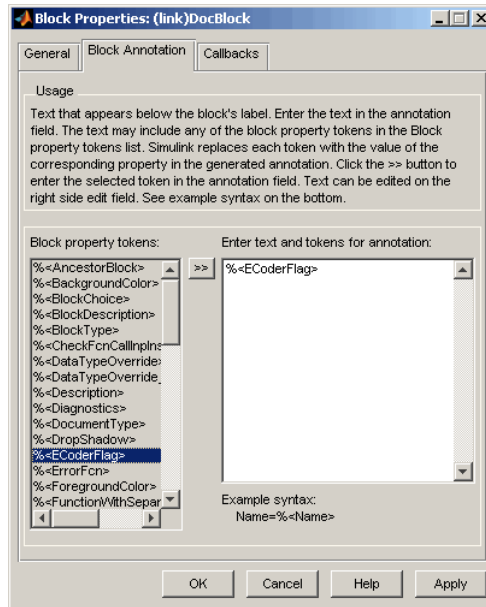 Block Properties: (link)DocBlock
General Block Annotation Callbacks
Usage
Text that appears below the block's label. Enter the text in the annotation
field. The text may include any of the block property tokens in the Block
property tokens list. Simulink replaces each token with the value of the
corresponding property in the generated annotation. Click the >> button to
enter the selected token in the annotation field. Text can be edited on the
right side edit field. See example syntax on the bottom.
Block property tokens:
%<AncestorBlock>
%<BackgroundColor>
%<BlockChoice>
%<BlockDescription>
%<BlockType>
%<CheckFcnCallInpIns
%<DataTypeOverride>
%<DataTypeOverride_
%<Description>
%<Diagnostics>
%<DocumentType>
%<DropShadow>
%<ECoderFlag>
%<ErrorFcn>
%<ForegroundColor>
%<FunctionWithSepar
>>
Enter text and tokens for annotation:
%<ECoderFlag>
Example syntax:
Name=%<Name>
OK Cancel Help Apply